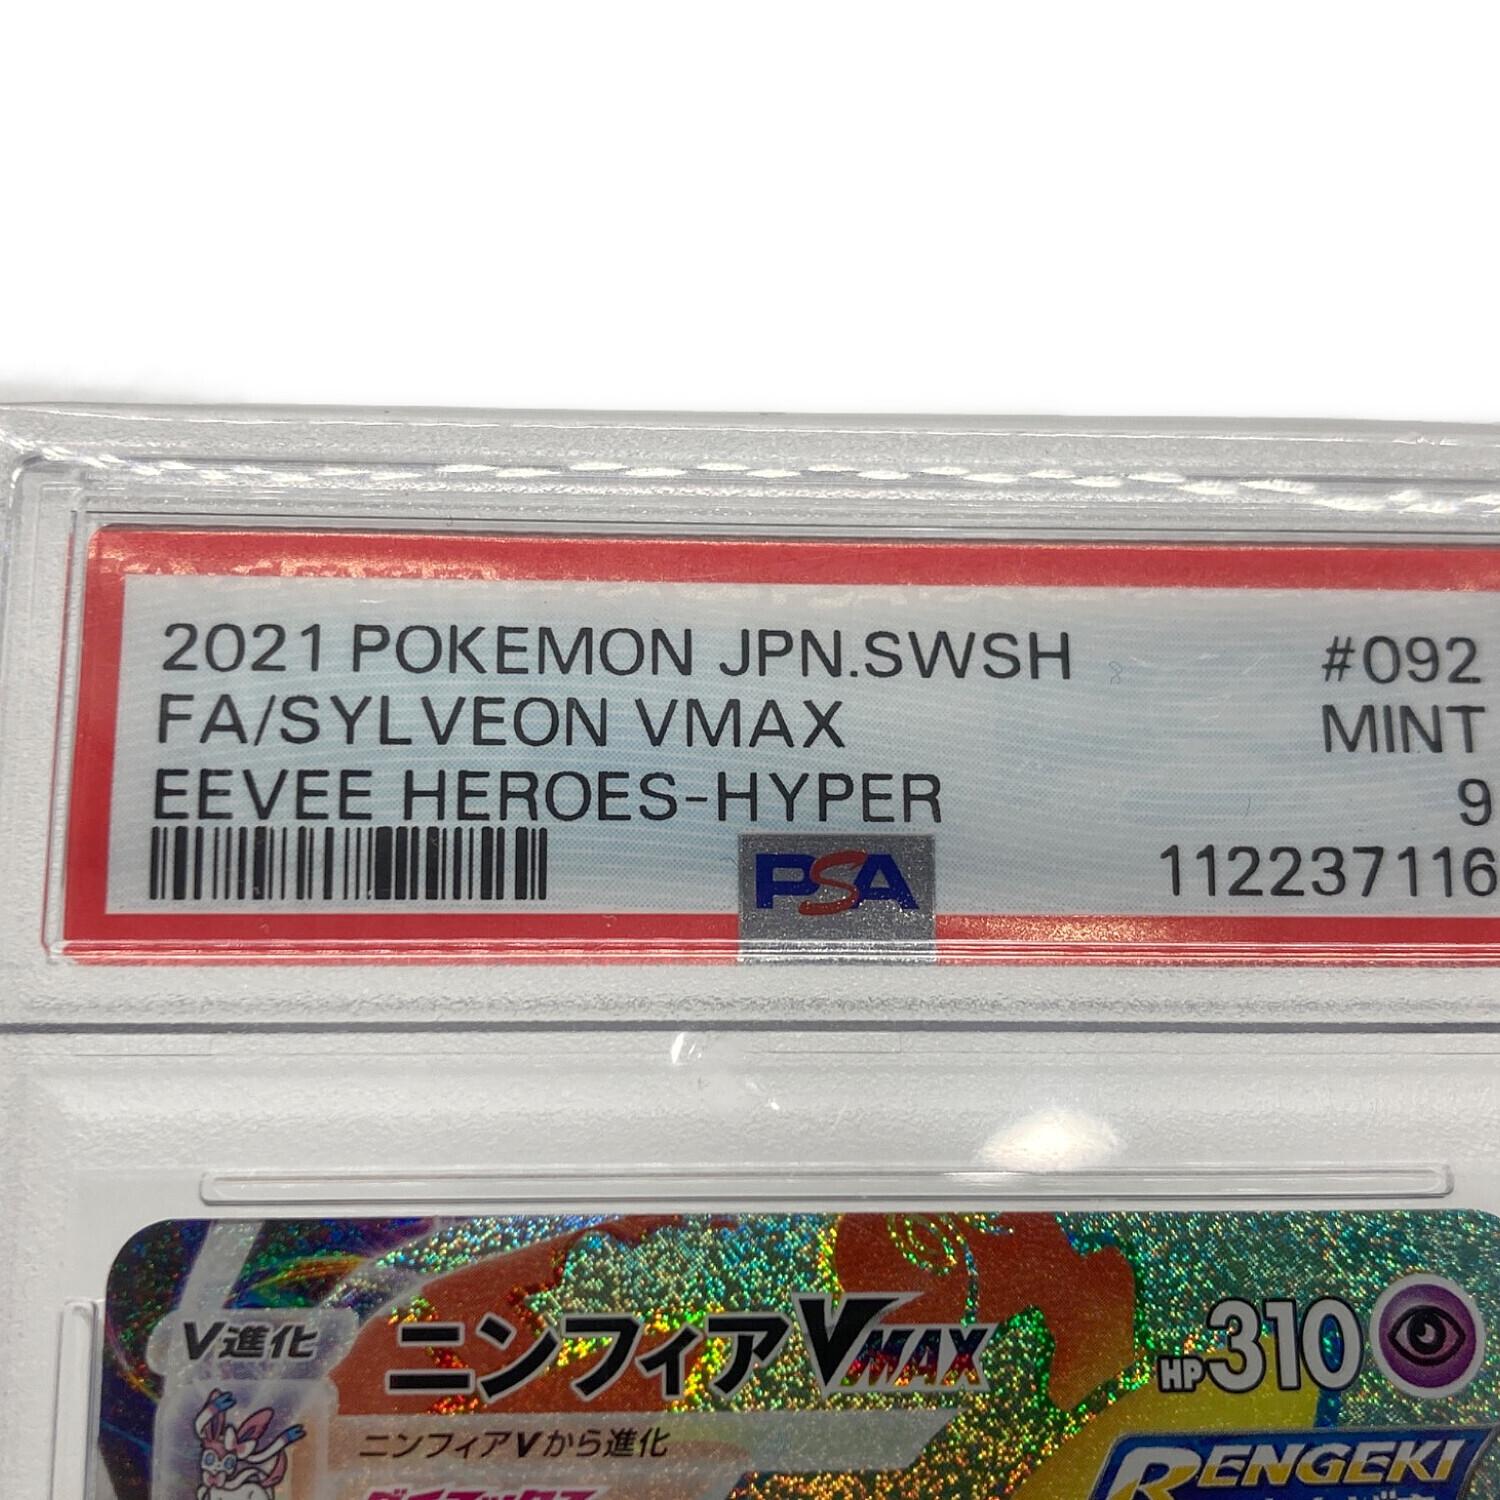 2021 POKEMON JPN.SWSH #092
FA/SYLVEON VMAX MINT
EEVEE HEROES-HYPER 9
PSA 112237116
V進化 ニンフィアVMAX HP310
ニンフィアVから進化
RENGEKI